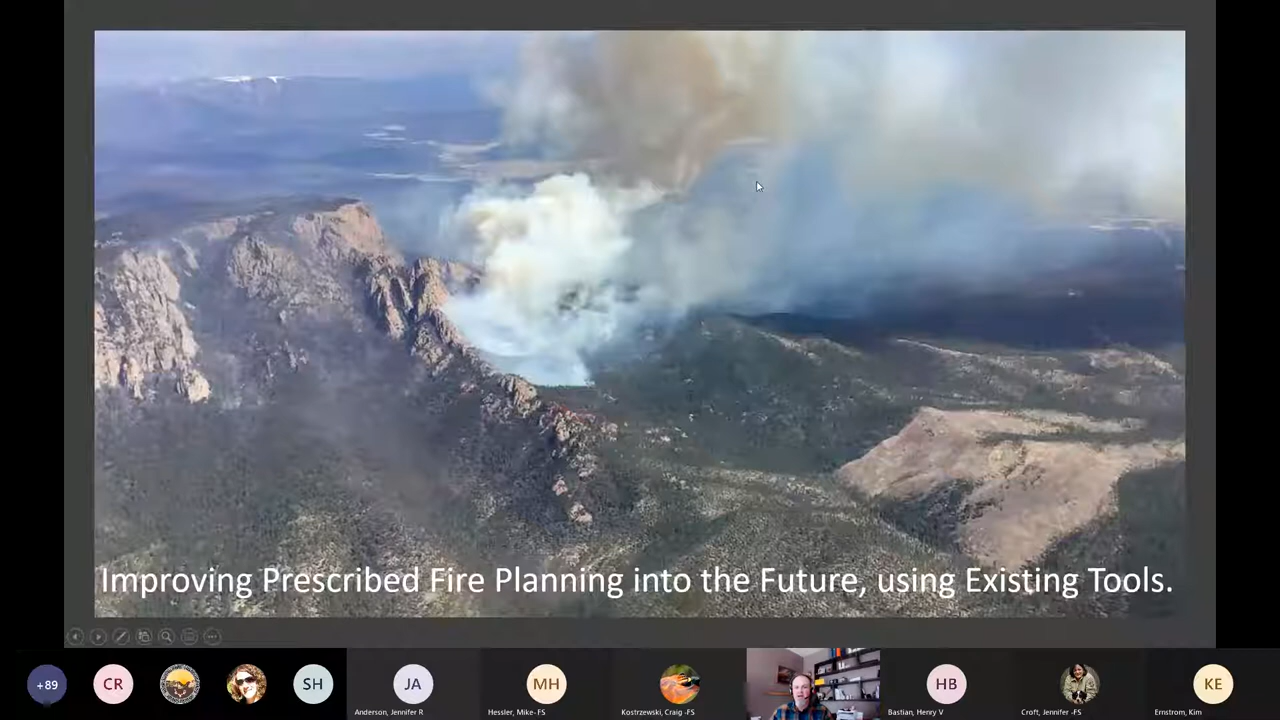 Improving Prescribed Fire Planning into the Future, using Existing Tools.
+89
CR
SH
JA
MH
HB
KE
Anderson, Jennifer R
Hessler, Mike- FS
Kostrzewski, Craig -FS
Bastian, Henry V
Croft, Jennifer -FS
Ernstrom, Kim